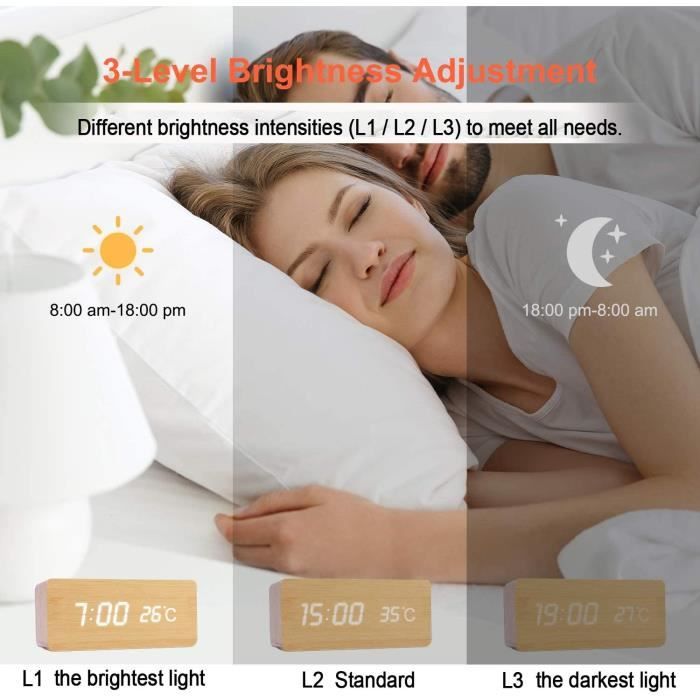 3-Level Brightness Adjustment
Different brightness intensities (L1 / L2 / L3) to meet all needs.
8:00 am-18:00 pm
18:00 pm-8:00 am
7:00 26°C
15:00 35°C
19:00 27°C
L1 the brightest light
L2 Standard
L3 the darkest light